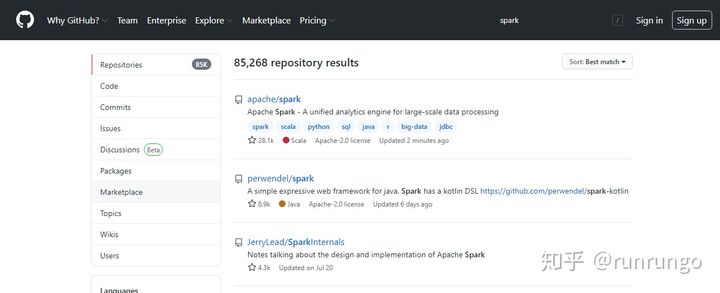 Why GitHub? Team Enterprise Explore Marketplace Pricing spark / Sign in Sign up
Repositories 85K
Code
Commits
Issues
Discussions Beta
Packages
Marketplace
Topics
Wikis
Users
Languages
85,268 repository results
Sort: Best match
apache/spark
Apache Spark - A unified analytics engine for large-scale data processing
spark scala python sql java r big-data jdbc
28.1k Scala Apache-2.0 license Updated 2 minutes ago
perwendel/spark
A simple expressive web framework for java. Spark has a kotlin DSL https://github.com/perwendel/spark-kotlin
8.9k Java Apache-2.0 license Updated 6 days ago
JerryLead/SparkInternals
Notes talking about the design and implementation of Apache Spark
4.3k Updated on Jul 20
知乎 @runrungo